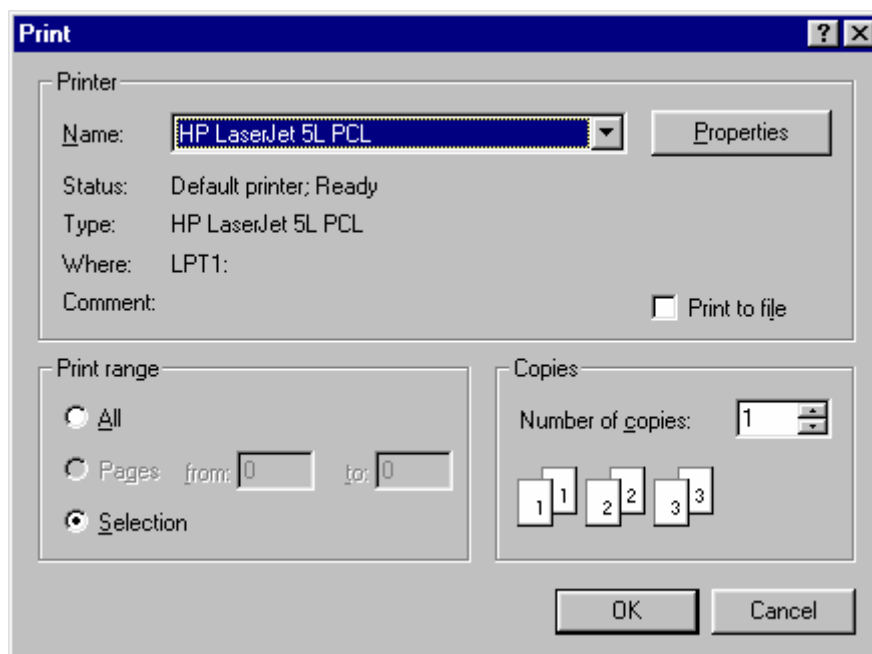 Print
Printer
Name: HP LaserJet 5L PCL Properties
Status: Default printer; Ready
Type: HP LaserJet 5L PCL
Where: LPT1:
Comment: Print to file
Print range
All
Pages from: 0 to: 0
Selection
Copies
Number of copies: 1
1 1 2 2 3 3
OK Cancel